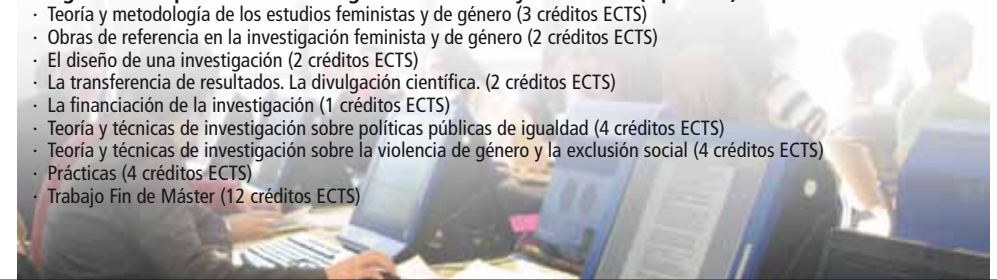 · Teoría y metodología de los estudios feministas y de género (3 créditos ECTS)
· Obras de referencia en la investigación feminista y de género (2 créditos ECTS)
· El diseño de una investigación (2 créditos ECTS)
· La transferencia de resultados. La divulgación científica. (2 créditos ECTS)
· La financiación de la investigación (1 créditos ECTS)
· Teoría y técnicas de investigación sobre políticas públicas de igualdad (4 créditos ECTS)
· Teoría y técnicas de investigación sobre la violencia de género y la exclusión social (4 créditos ECTS)
· Prácticas (4 créditos ECTS)
· Trabajo Fin de Máster (12 créditos ECTS)